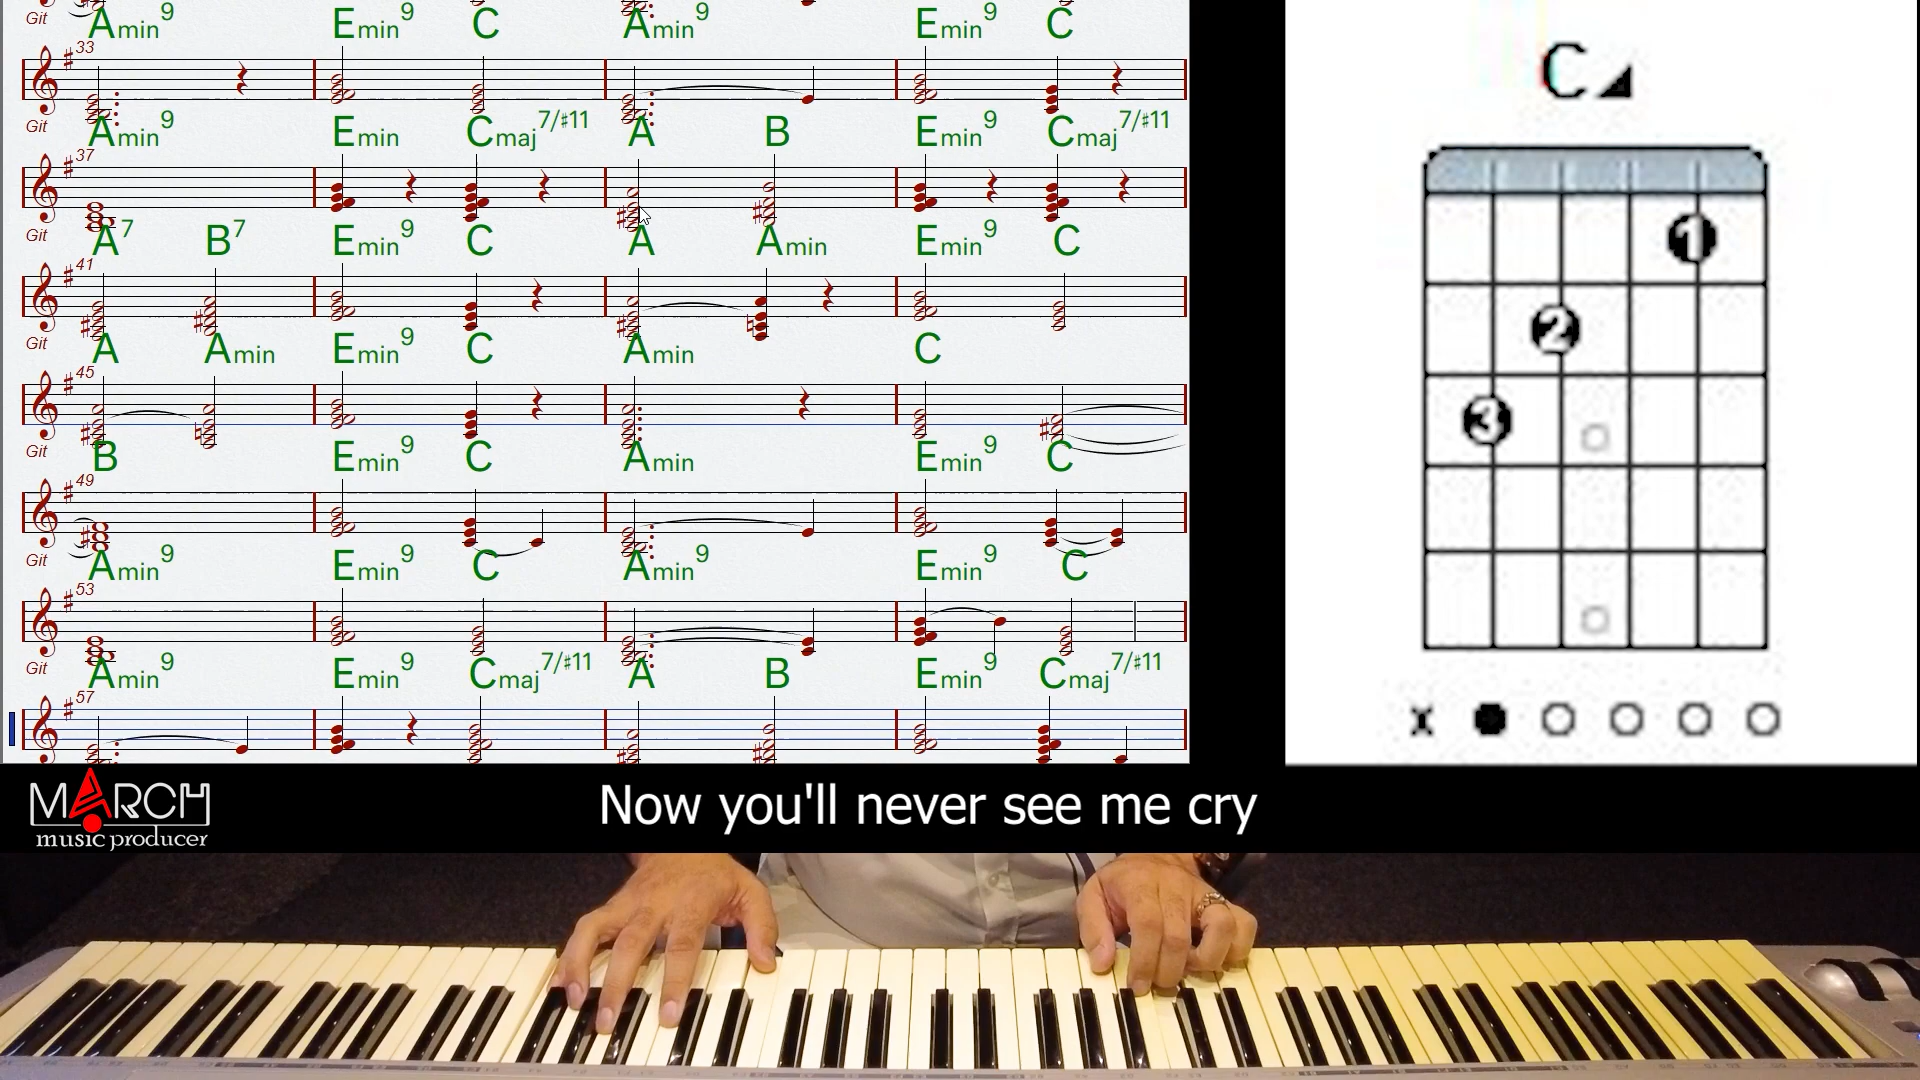 Git Amin9 Emin9 C Amin9 Emin9 C
33
Git Amin9 Emin Cmaj7/♯11 A B Emin9 Cmaj7/♯11
37
Git A7 B7 Emin9 C A Amin Emin9 C
41
Git A Amin Emin9 C Amin C
45
Git B Emin9 C Amin Emin9 C
49
Git Amin9 Emin9 C Amin9 Emin9 C
53
Git Amin9 Emin9 Cmaj7/♯11 A B Emin9 Cmaj7/♯11
57
C
1
2
3
x
MARCH
music producer
Now you'll never see me cry